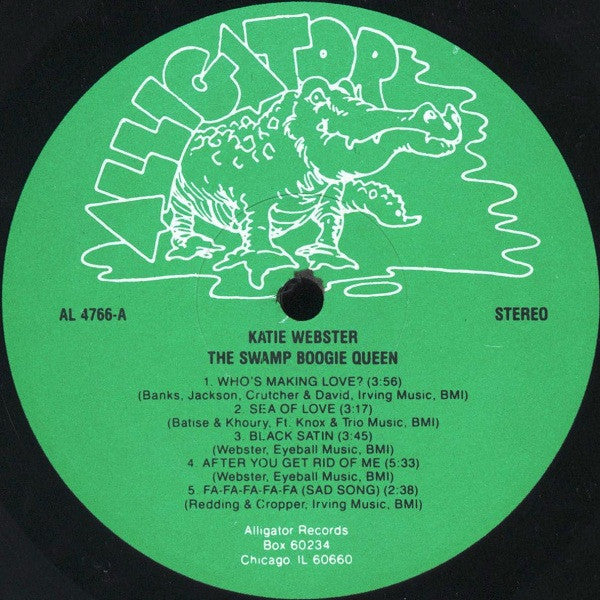 ALLIGATOR
AL 4766-A
STEREO
KATIE WEBSTER
THE SWAMP BOOGIE QUEEN
1. WHO'S MAKING LOVE? (3:56)
(Banks, Jackson, Crutcher & David, Irving Music, BMI)
2. SEA OF LOVE (3:17)
(Batise & Khoury, Ft. Knox & Trio Music, BMI)
3. BLACK SATIN (3:45)
(Webster, Eyeball Music, BMI)
4. AFTER YOU GET RID OF ME (5:33)
(Webster, Eyeball Music, BMI)
5. FA-FA-FA-FA-FA (SAD SONG) (2:38)
(Redding & Cropper, Irving Music, BMI)
Alligator Records
Box 60234
Chicago, IL 60660